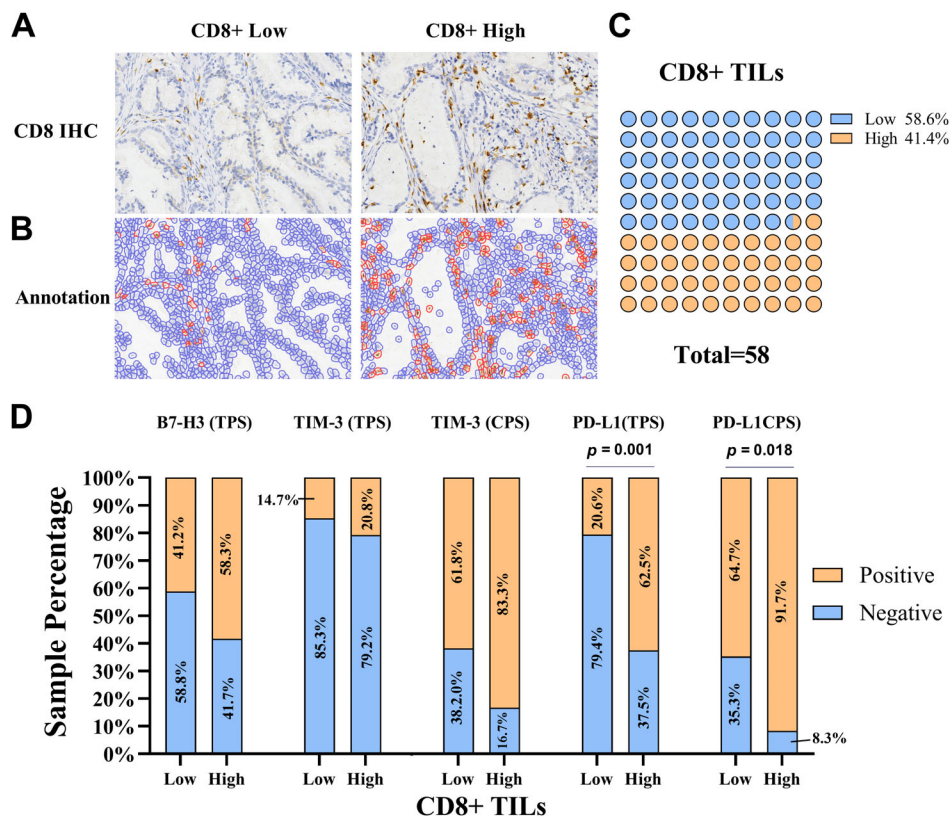 A
CD8+ Low
CD8+ High
C
CD8 IHC
CD8+ TILs
Low 58.6%
High 41.4%
B
Annotation
Total=58
D
B7-H3 (TPS)
TIM-3 (TPS)
TIM-3 (CPS)
PD-L1(TPS)
PD-L1CPS)
p = 0.001
p = 0.018
Sample Percentage
100%
90%
80%
70%
60%
50%
40%
30%
20%
10%
0%
41.2%
58.8%
58.3%
41.7%
14.7%
85.3%
20.8%
79.2%
61.8%
38.2.0%
83.3%
16.7%
20.6%
79.4%
62.5%
37.5%
64.7%
35.3%
91.7%
8.3%
Positive
Negative
Low High Low High Low High Low High Low High
CD8+ TILs